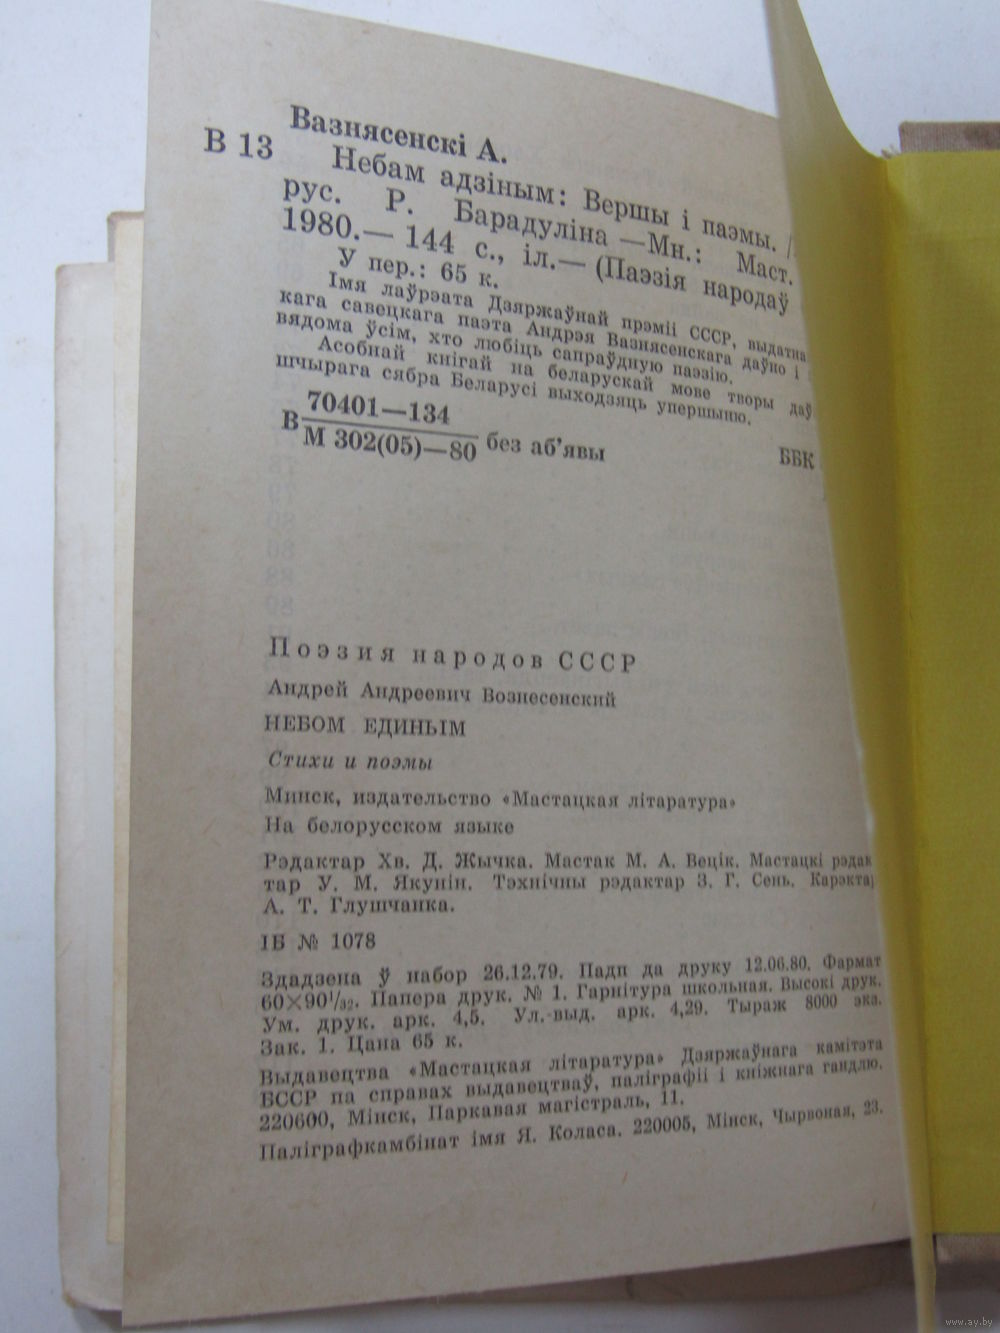 Вазнясенскі А.
В 13
Небам адзіным: Вершы і паэмы. /
рус. Р. Барадуліна —Мн.: Маст.
1980.— 144 с., іл.— (Паэзія народаў
У пер.: 65 к.
Імя лаўрэата Дзяржаўнай прэміі СССР, выдатна
кага савецкага паэта Андрэя Вазнясенскага даўно і
вядома ўсім, хто любіць сапраўдную паэзію.
Асобнай кнігай на беларускай мове творы даў
шчырага сябра Беларусі выходзяць упершыню.
В 70401—134
М 302(05)—80 без аб'явы
ББК
Поэзия народов СССР
Андрей Андреевич Вознесенский
НЕБОМ ЕДИНЫМ
Стихи и поэмы
Минск, издательство «Мастацкая літаратура»
На белорусском языке
Рэдактар Хв. Д. Жычка. Мастак М. А. Вецік. Мастацкі рэдак
тар У. М. Якунін. Тэхнічны рэдактар З. Г. Сень. Карэктар
А. Т. Глушчанка.
ІБ № 1078
Здадзена ў набор 26.12.79. Падп да друку 12.06.80. Фармат
60×90¹/₃₂. Папера друк. № 1. Гарнітура школьная. Высокі друк.
Ум. друк. арк. 4,5. Ул.-выд. арк. 4,29. Тыраж 8000 экз.
Зак. 1. Цана 65 к.
Выдавецтва «Мастацкая літаратура» Дзяржаўнага камітэта
БССР па справах выдавецтваў, паліграфіі і кніжнага гандлю.
220600, Мінск, Паркавая магістраль, 11.
Паліграфкамбінат імя Я. Коласа. 220005, Мінск, Чырвоная, 23.
www.ay.by